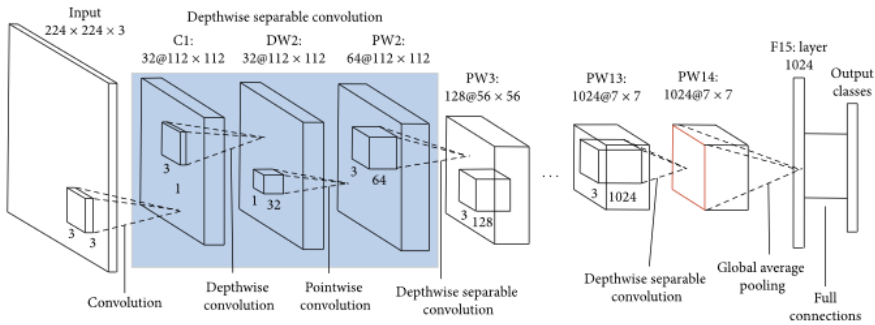 Input
224 × 224 × 3
Depthwise separable convolution
C1:
32@112 × 112
DW2:
32@112 × 112
PW2:
64@112 × 112
PW3:
128@56 × 56
PW13:
1024@7 × 7
PW14:
1024@7 × 7
F15: layer
1024
Output
classes
3
3
3
1
1
32
3
64
3
128
...
3
1024
Convolution
Depthwise
convolution
Pointwise
convolution
Depthwise separable
convolution
Depthwise separable
convolution
Global average
pooling
Full
connections